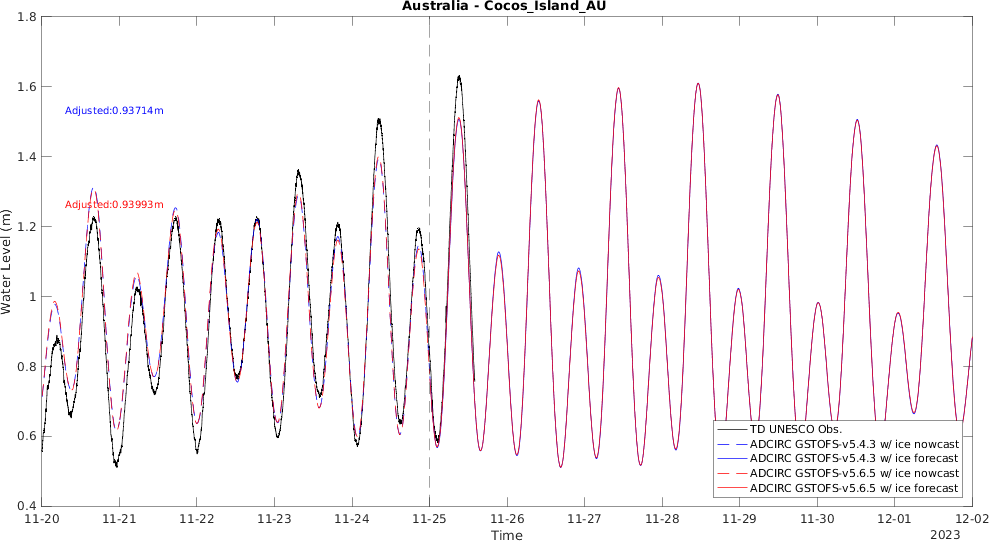 Australia - Cocos_Island_AU
1.8
1.6
1.4
1.2
1
0.8
0.6
0.4
Water Level (m)
Adjusted:0.93714m
Adjusted:0.93993m
TD UNESCO Obs.
ADCIRC GSTOFS-v5.4.3 w/ ice nowcast
ADCIRC GSTOFS-v5.4.3 w/ ice forecast
ADCIRC GSTOFS-v5.6.5 w/ ice nowcast
ADCIRC GSTOFS-v5.6.5 w/ ice forecast
11-20 11-21 11-22 11-23 11-24 11-25 11-26 11-27 11-28 11-29 11-30 12-01 12-02
Time
2023